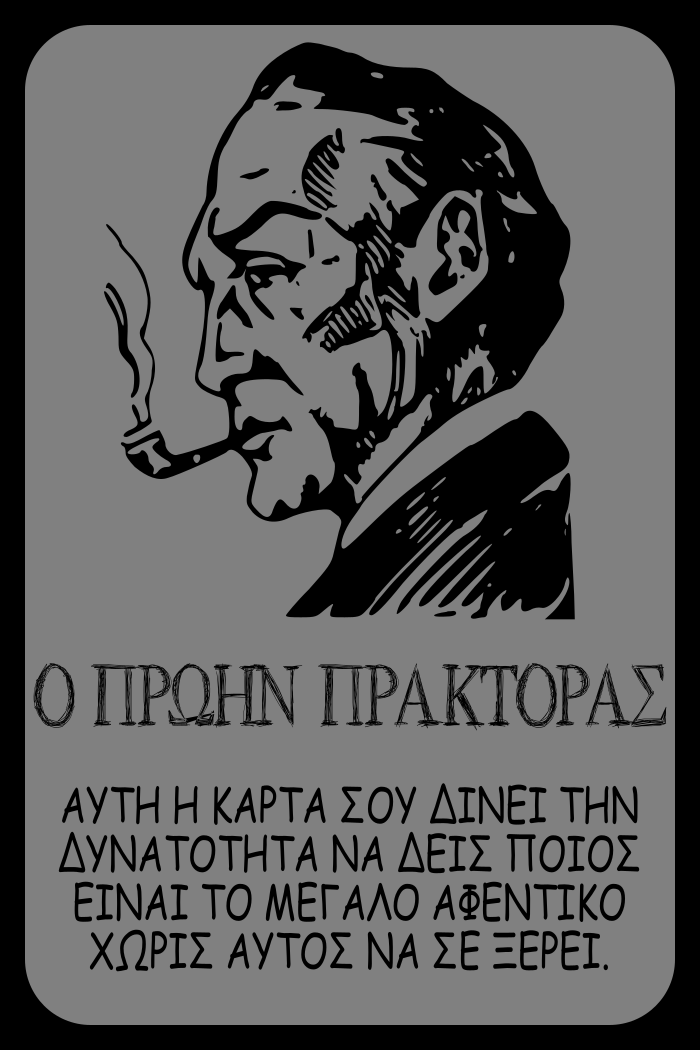 Ο ΠΡΩΗΝ ΠΡΑΚΤΟΡΑΣ
ΑΥΤΗ Η ΚΑΡΤΑ ΣΟΥ ΔΙΝΕΙ ΤΗΝ
ΔΥΝΑΤΟΤΗΤΑ ΝΑ ΔΕΙΣ ΠΟΙΟΣ
ΕΙΝΑΙ ΤΟ ΜΕΓΑΛΟ ΑΦΕΝΤΙΚΟ
ΧΩΡΙΣ ΑΥΤΟΣ ΝΑ ΣΕ ΞΕΡΕΙ.